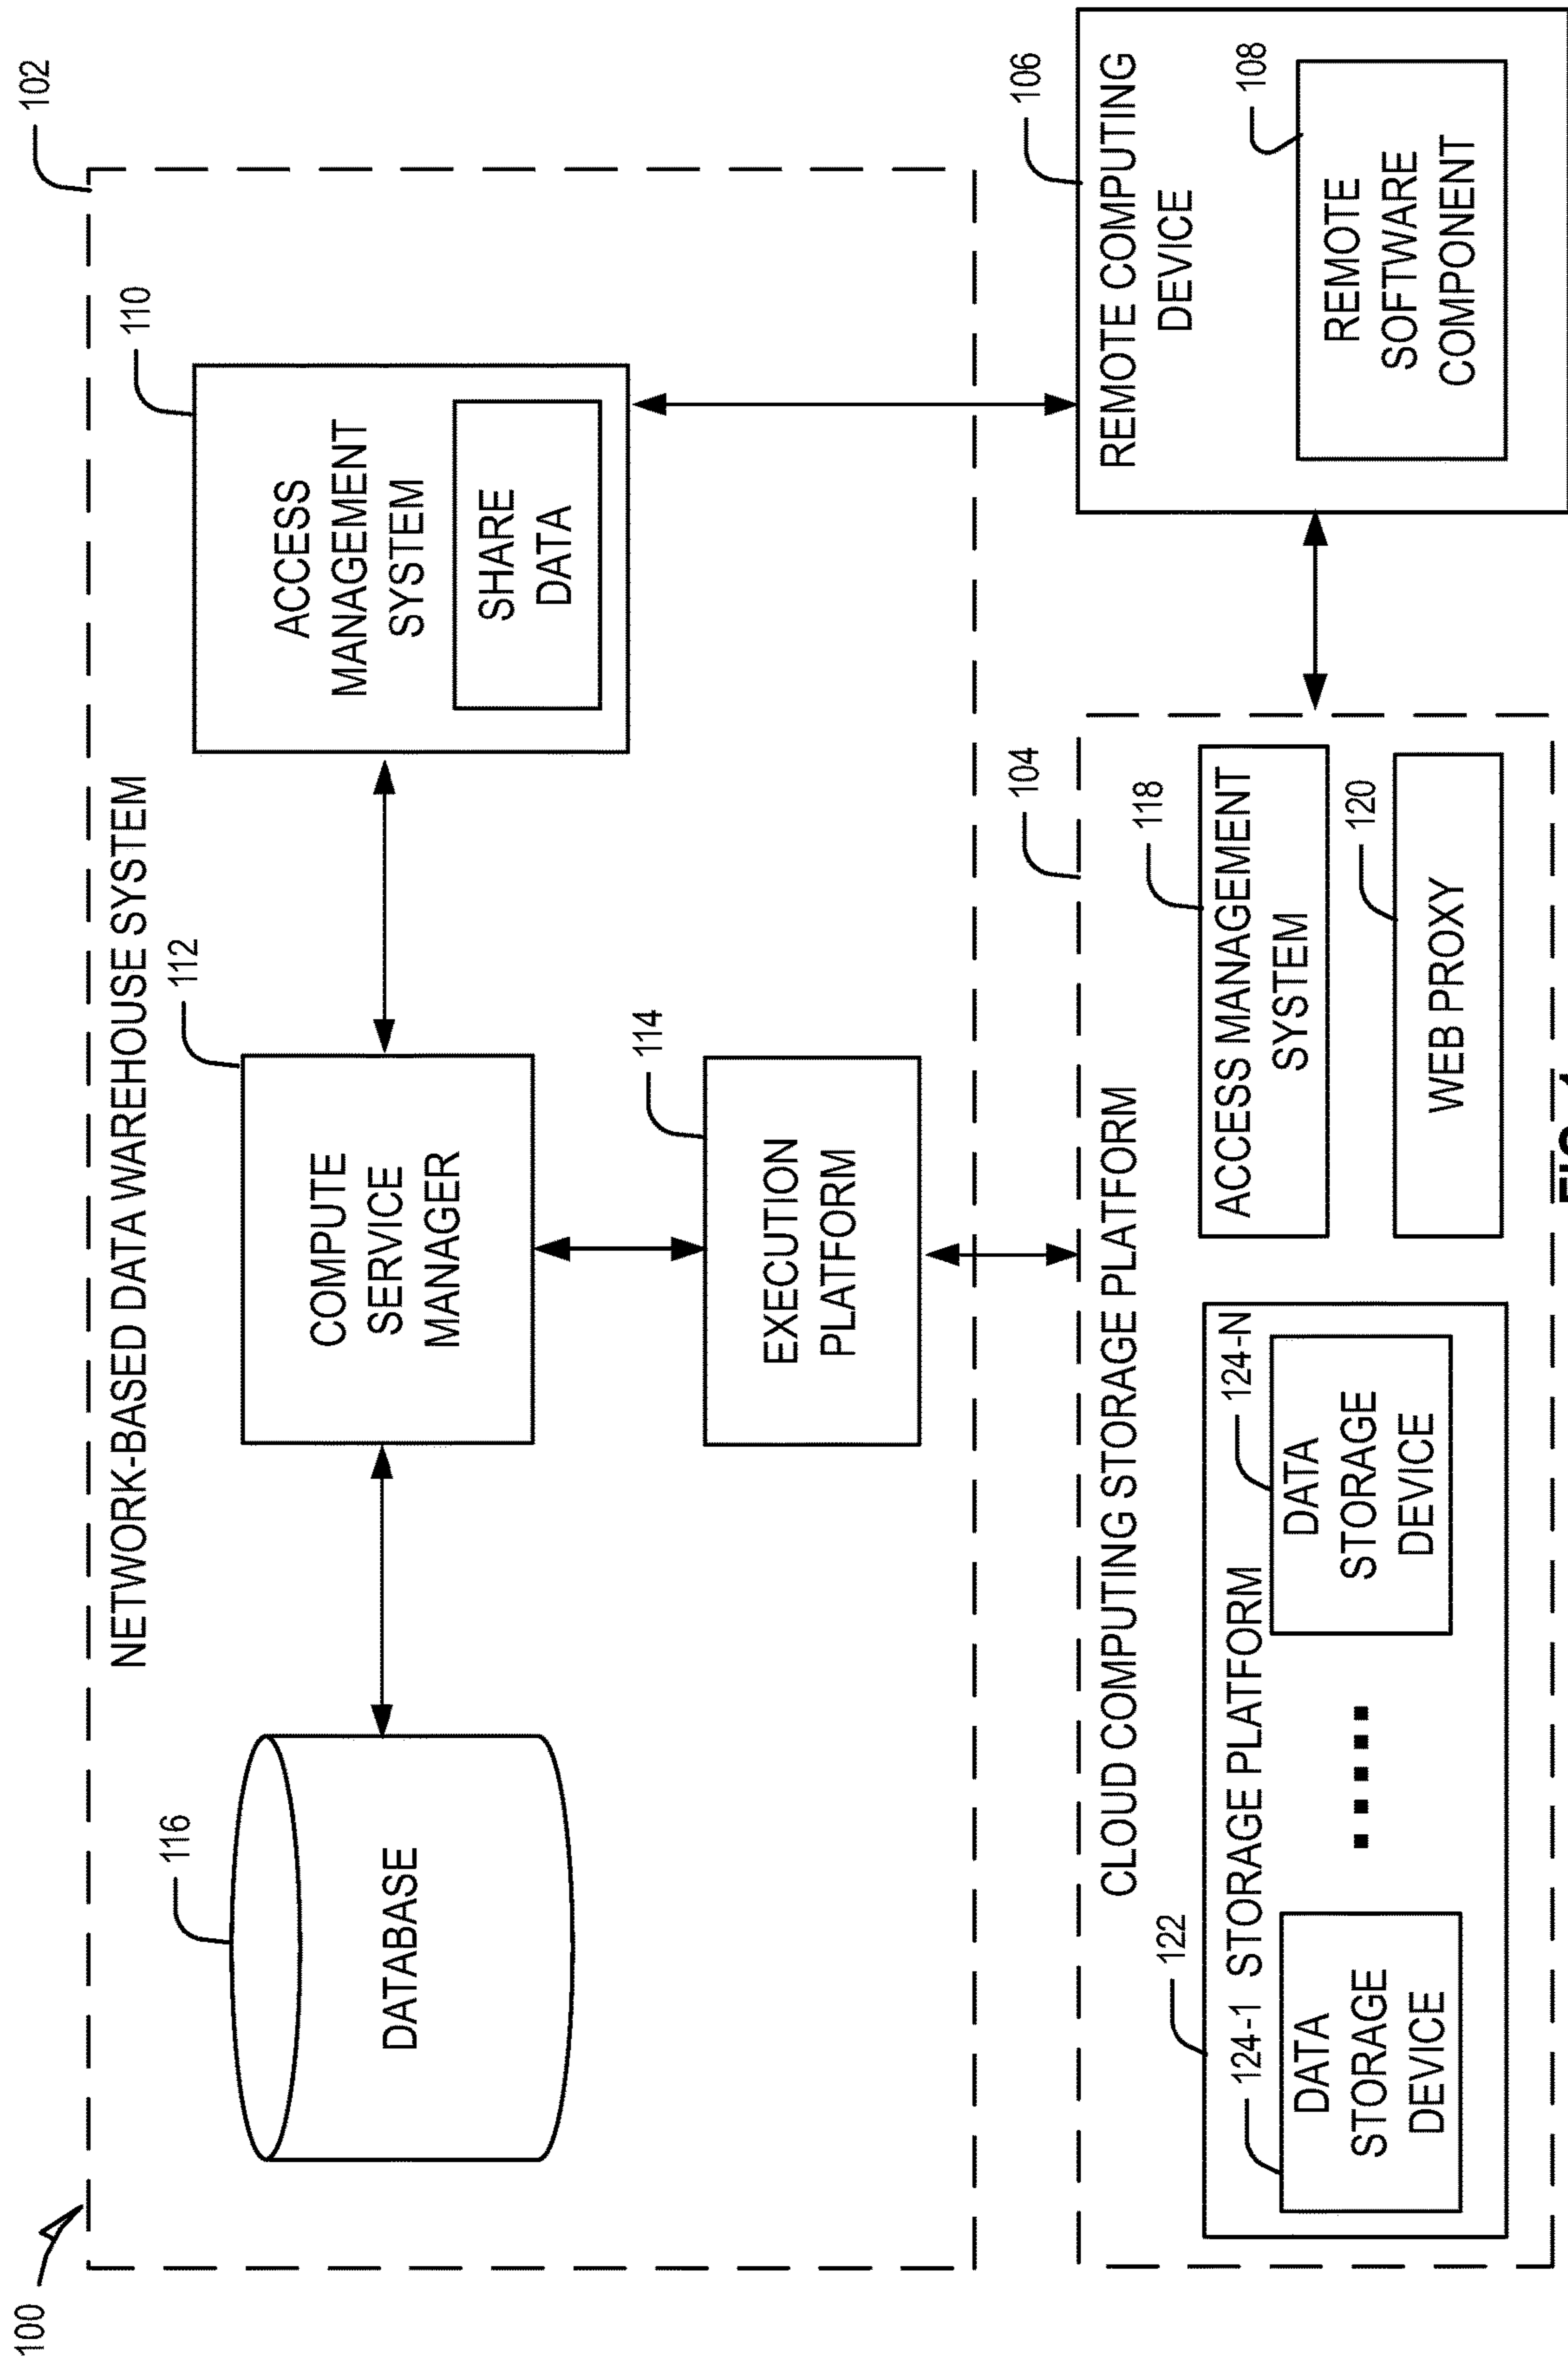 100
102
NETWORK-BASED DATA WAREHOUSE SYSTEM
116
DATABASE
112
COMPUTE
SERVICE
MANAGER
110
ACCESS
MANAGEMENT
SYSTEM
SHARE
DATA
114
EXECUTION
PLATFORM
104
CLOUD COMPUTING STORAGE PLATFORM
122
124-1
STORAGE PLATFORM
124-N
DATA
STORAGE
DEVICE
DATA
STORAGE
DEVICE
118
ACCESS MANAGEMENT
SYSTEM
120
WEB PROXY
106
REMOTE COMPUTING
DEVICE
108
REMOTE
SOFTWARE
COMPONENT